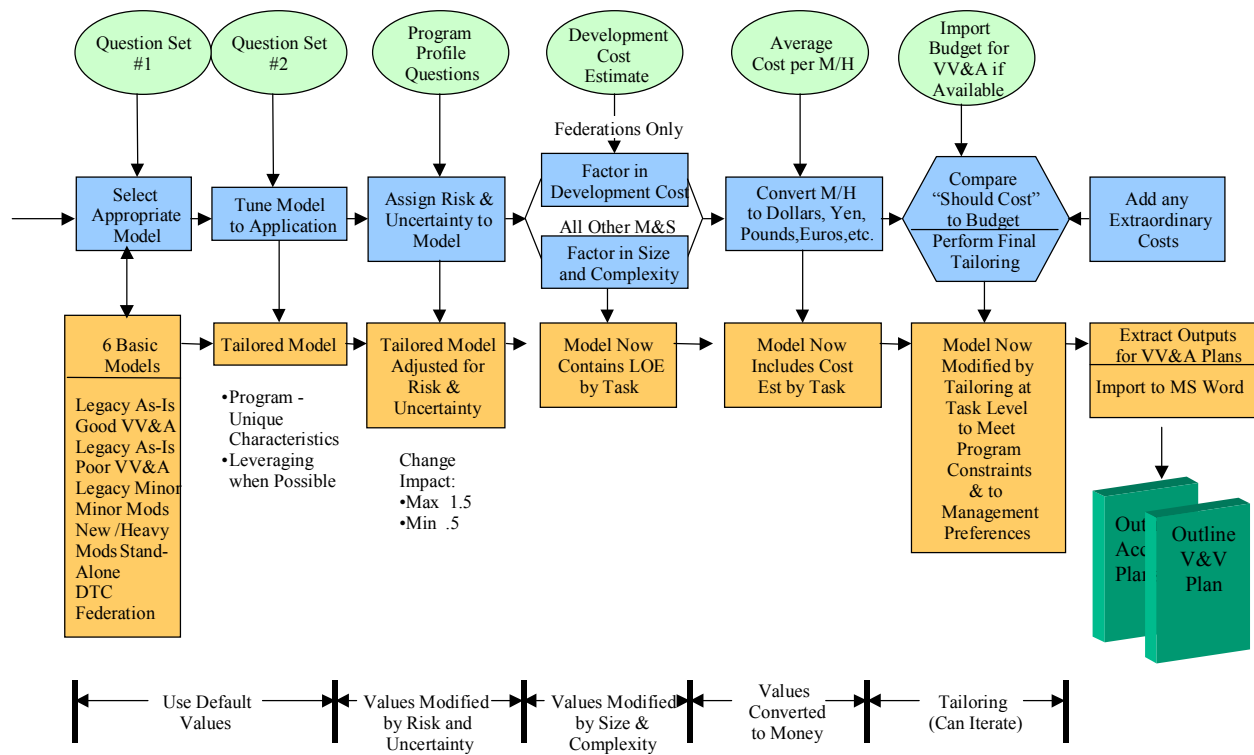 Question Set
#1
Question Set
#2
Program
Profile
Questions
Development
Cost
Estimate
Average
Cost per M/H
Import
Budget for
VV&A if
Available
Federations Only
Select
Appropriate
Model
Tune Model
to Application
Assign Risk &
Uncertainty to
Model
Factor in
Development Cost
All Other M&S
Factor in Size
and Complexity
Convert M/H
to Dollars, Yen,
Pounds,Euros,etc.
Compare
“Should Cost”
to Budget
Perform Final
Tailoring
Add any
Extraordinary
Costs
6 Basic
Models
Legacy As-Is
Good VV&A
Legacy As-Is
Poor VV&A
Legacy Minor
Minor Mods
New /Heavy
Mods Stand-
Alone
DTC
Federation
Tailored Model
•Program -
Unique
Characteristics
•Leveraging
when Possible
Tailored Model
Adjusted for
Risk &
Uncertainty
Change
Impact:
•Max 1.5
•Min .5
Model Now
Contains LOE
by Task
Model Now
Includes Cost
Est by Task
Model Now
Modified by
Tailoring at
Task Level
to Meet
Program
Constraints
& to
Management
Preferences
Extract Outputs
for VV&A Plans
Import to MS Word
Outline
V&V
Plan
Plan
Use Default
Values
Values Modified
by Risk and
Uncertainty
Values Modified
by Size &
Complexity
Values
Converted
to Money
Tailoring
(Can Iterate)